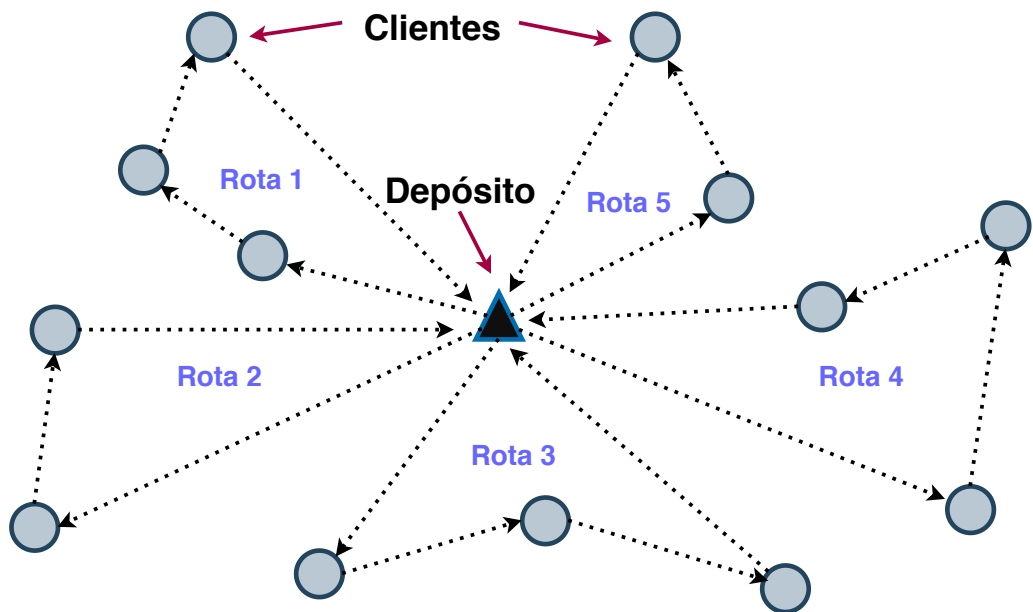 Clientes
Rota 1
Depósito
Rota 5
Rota 2
Rota 4
Rota 3